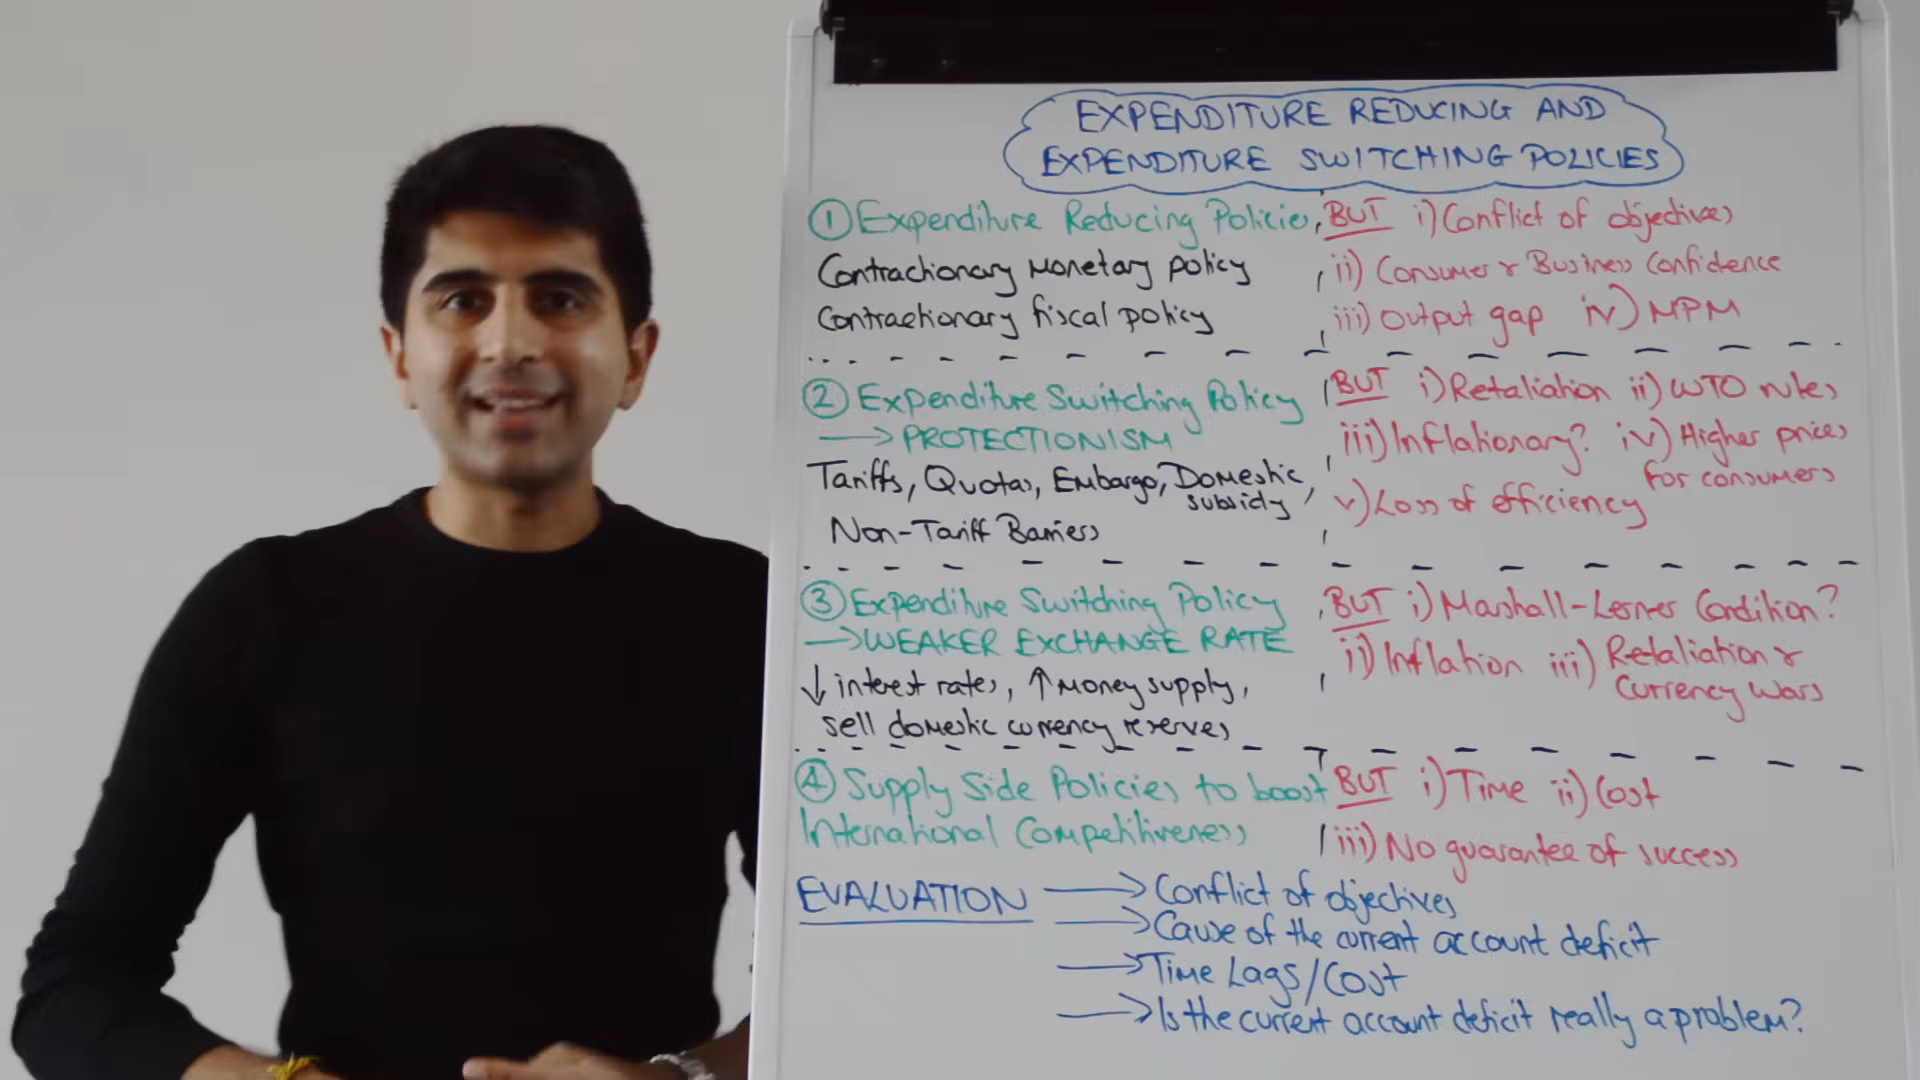 EXPENDITURE REDUCING AND
EXPENDITURE SWITCHING POLICIES
① Expenditure Reducing Policies
Contractionary Monetary policy
Contractionary fiscal policy
BUT i) Conflict of objectives
ii) Consumer & Business Confidence
iii) Output gap iv) MPM
② Expenditure Switching Policy
→ PROTECTIONISM
Tariffs, Quotas, Embargo, Domestic
subsidy
Non-Tariff Barriers
BUT i) Retaliation ii) WTO rules
iii) Inflationary? iv) Higher prices
for consumers
v) Loss of efficiency
③ Expenditure Switching Policy
→ WEAKER EXCHANGE RATE
↓ interest rates, ↑ Money supply,
sell domestic currency reserves
BUT i) Marshall-Lerner Condition?
ii) Inflation iii) Retaliation &
Currency Wars
④ Supply Side Policies to boost
International Competitiveness
BUT i) Time ii) Cost
iii) No guarantee of success
EVALUATION → Conflict of objectives
→ Cause of the current account deficit
→ Time Lags/Cost
→ Is the current account deficit really a problem?